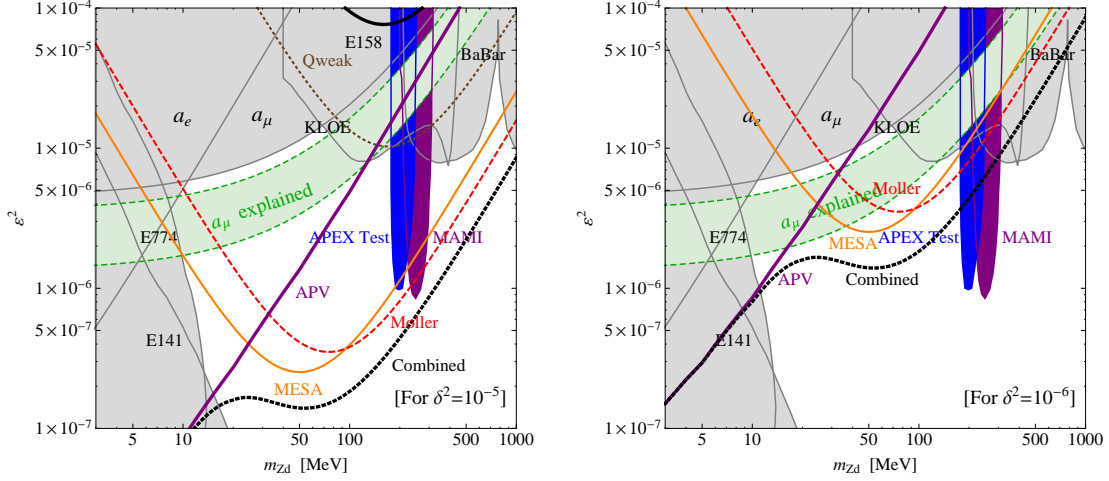 1×10⁻⁴
5×10⁻⁵
1×10⁻⁵
5×10⁻⁶
1×10⁻⁶
5×10⁻⁷
1×10⁻⁷
ε²
E158
Qweak
BaBar
a_e
a_μ
KLOE
a_μ explained
E774
APEX Test
MAMI
APV
Moller
E141
Combined
MESA
[For δ²=10⁻⁵]
5
10
50
100
500
1000
m_Zd [MeV]
1×10⁻⁴
5×10⁻⁵
1×10⁻⁵
5×10⁻⁶
1×10⁻⁶
5×10⁻⁷
1×10⁻⁷
ε²
BaBar
a_e
a_μ
KLOE
Moller
a_μ explained
E774
MESA
APEX Test
MAMI
APV
Combined
E141
[For δ²=10⁻⁶]
5
10
50
100
500
1000
m_Zd [MeV]